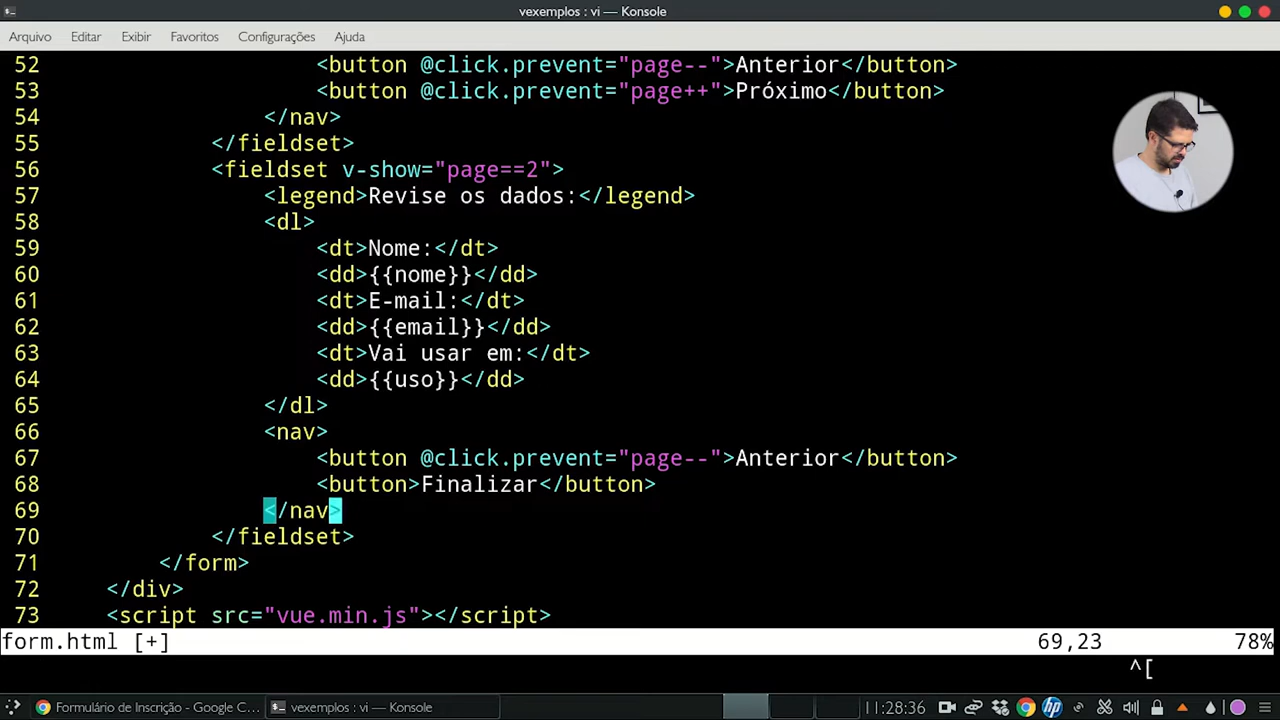 vexemplos : vi — Konsole
Arquivo Editar Exibir Favoritos Configurações Ajuda
52 <button @click.prevent="page--">Anterior</button>
53 <button @click.prevent="page++">Próximo</button>
54 </nav>
55 </fieldset>
56 <fieldset v-show="page==2">
57 <legend>Revise os dados:</legend>
58 <dl>
59 <dt>Nome:</dt>
60 <dd>{{nome}}</dd>
61 <dt>E-mail:</dt>
62 <dd>{{email}}</dd>
63 <dt>Vai usar em:</dt>
64 <dd>{{uso}}</dd>
65 </dl>
66 <nav>
67 <button @click.prevent="page--">Anterior</button>
68 <button>Finalizar</button>
69 </nav>
70 </fieldset>
71 </form>
72 </div>
73 <script src="vue.min.js"></script>
form.html [+] 69,23 78%
^[
Formulário de Inscrição - Google C... vexemplos : vi — Konsole 11:28:36 hp